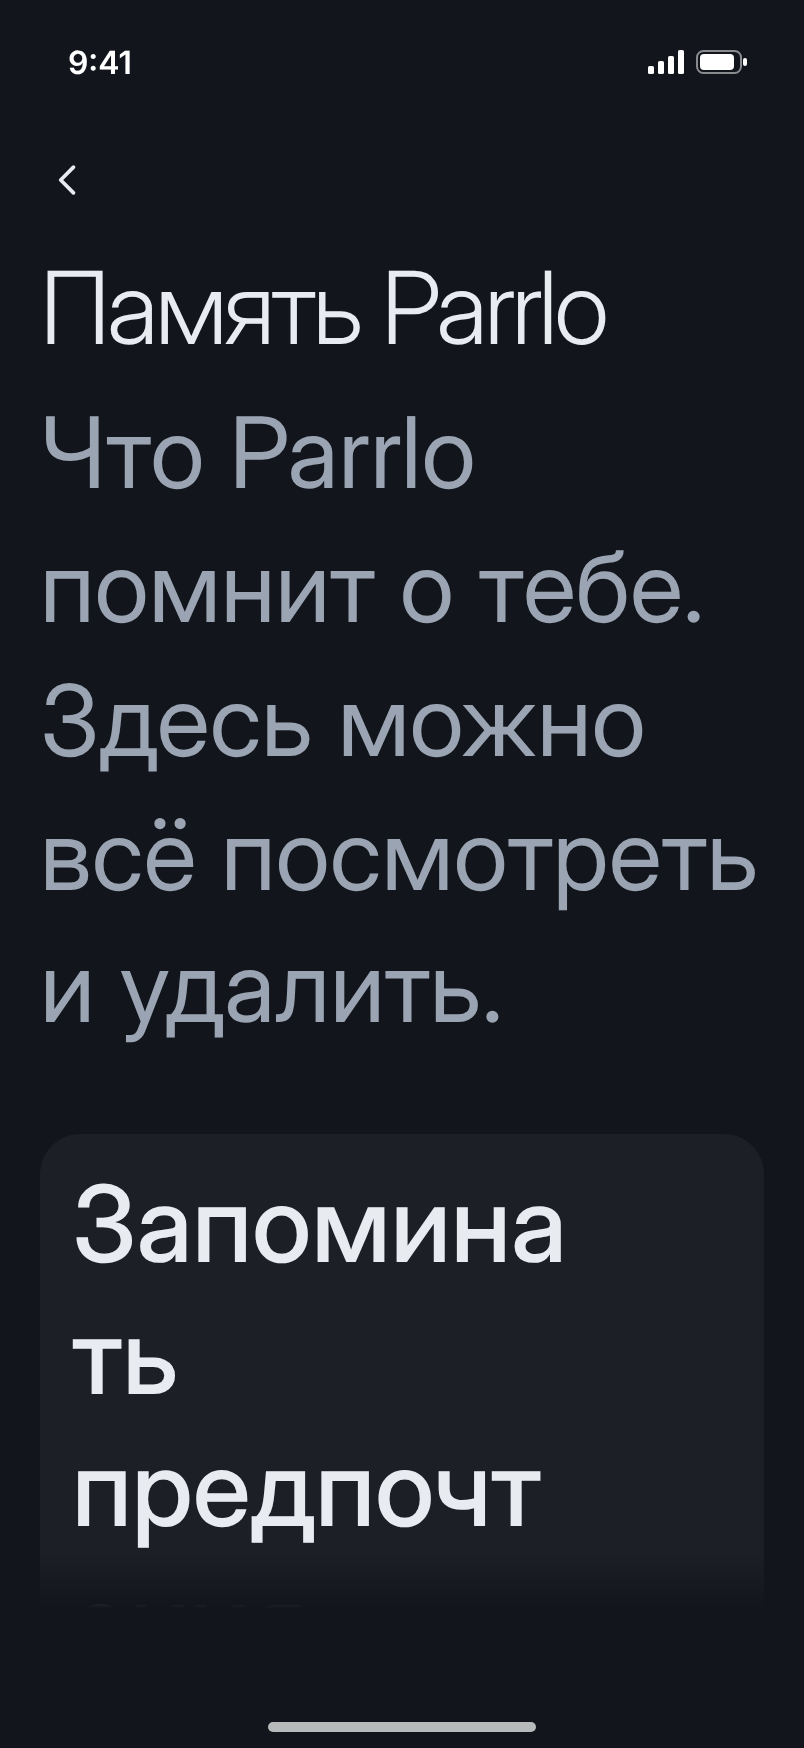 9:41
Память Parrlo
Что Parrlo
помнит о тебе.
Здесь можно
всё посмотреть
и удалить.
Запомина
ть
предпочт